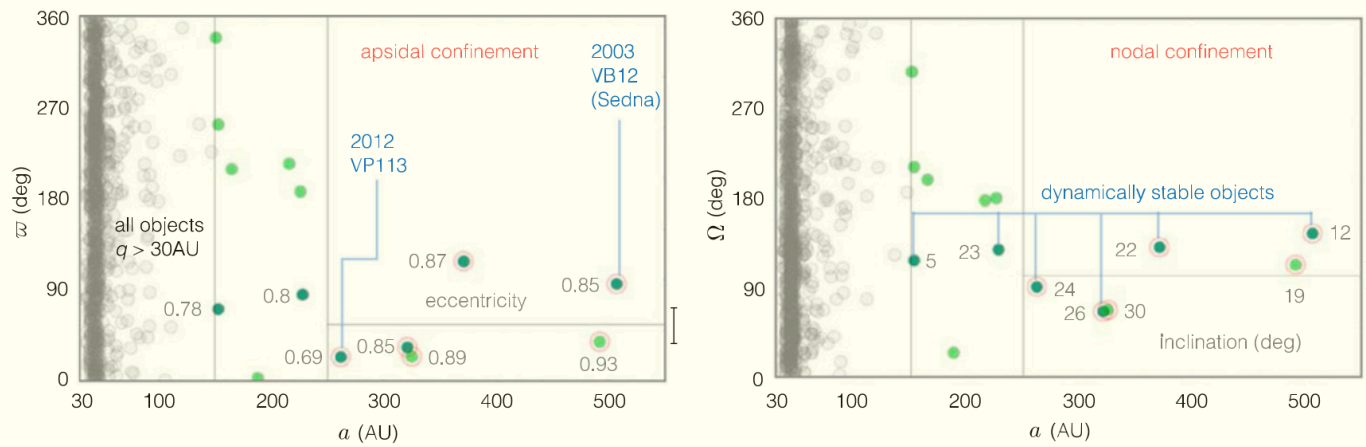 360
270
180
90
0
ϖ (deg)
apsidal confinement
2003
VB12
(Sedna)
2012
VP113
all objects
q > 30AU
0.87
0.85
0.8
0.78
eccentricity
0.69
0.85
0.89
0.93
30
100
200
300
400
500
a (AU)
360
270
180
90
0
Ω (deg)
nodal confinement
dynamically stable objects
5
23
22
12
24
19
26
30
inclination (deg)
30
100
200
300
400
500
a (AU)